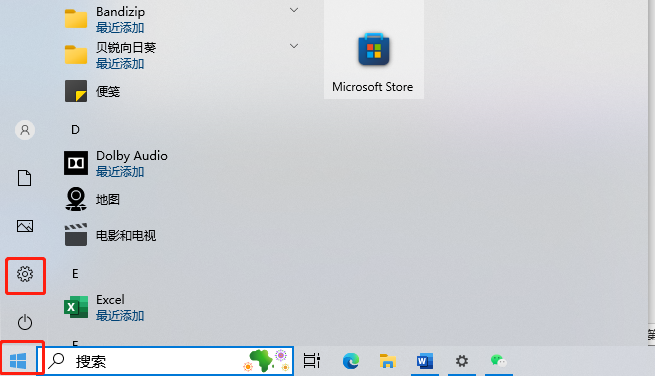 Bandizip
最近添加
贝锐向日葵
最近添加
便笺
Microsoft Store
D
Dolby Audio
最近添加
地图
电影和电视
E
Excel
最近添加
搜索